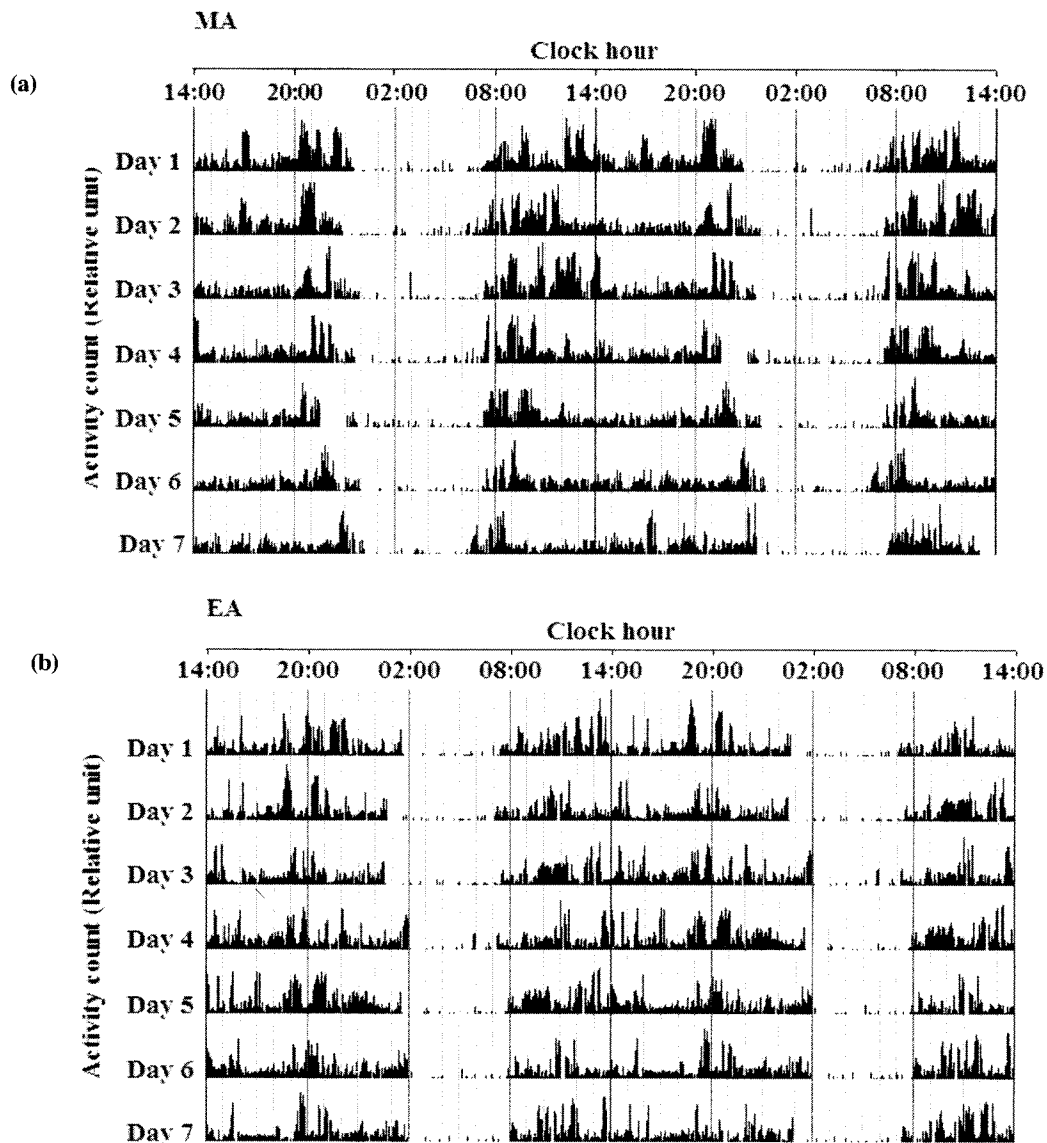 MA
Clock hour
(a)
14:00 20:00 02:00 08:00 14:00 20:00 02:00 08:00 14:00
Activity count (Relative unit)
Day 1
Day 2
Day 3
Day 4
Day 5
Day 6
Day 7
EA
Clock hour
(b)
14:00 20:00 02:00 08:00 14:00 20:00 02:00 08:00 14:00
Activity count (Relative unit)
Day 1
Day 2
Day 3
Day 4
Day 5
Day 6
Day 7